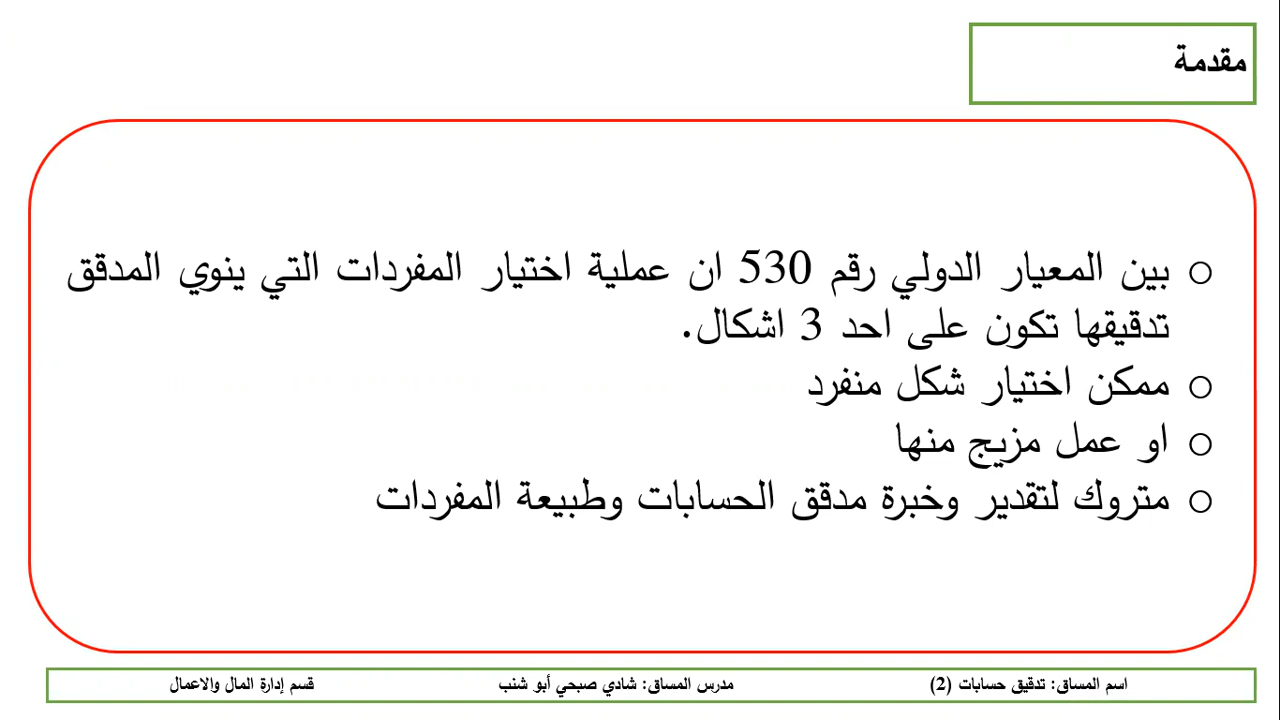 مقدمة
○ بين المعيار الدولي رقم 530 ان عملية اختيار المفردات التي ينوي المدقق
تدقيقها تكون على احد 3 اشكال.
○ ممكن اختيار شكل منفرد
○ او عمل مزيج منها
○ متروك لتقدير وخبرة مدقق الحسابات وطبيعة المفردات
اسم المساق: تدقيق حسابات (2) مدرس المساق: شادي صبحي أبو شنب قسم إدارة المال والاعمال